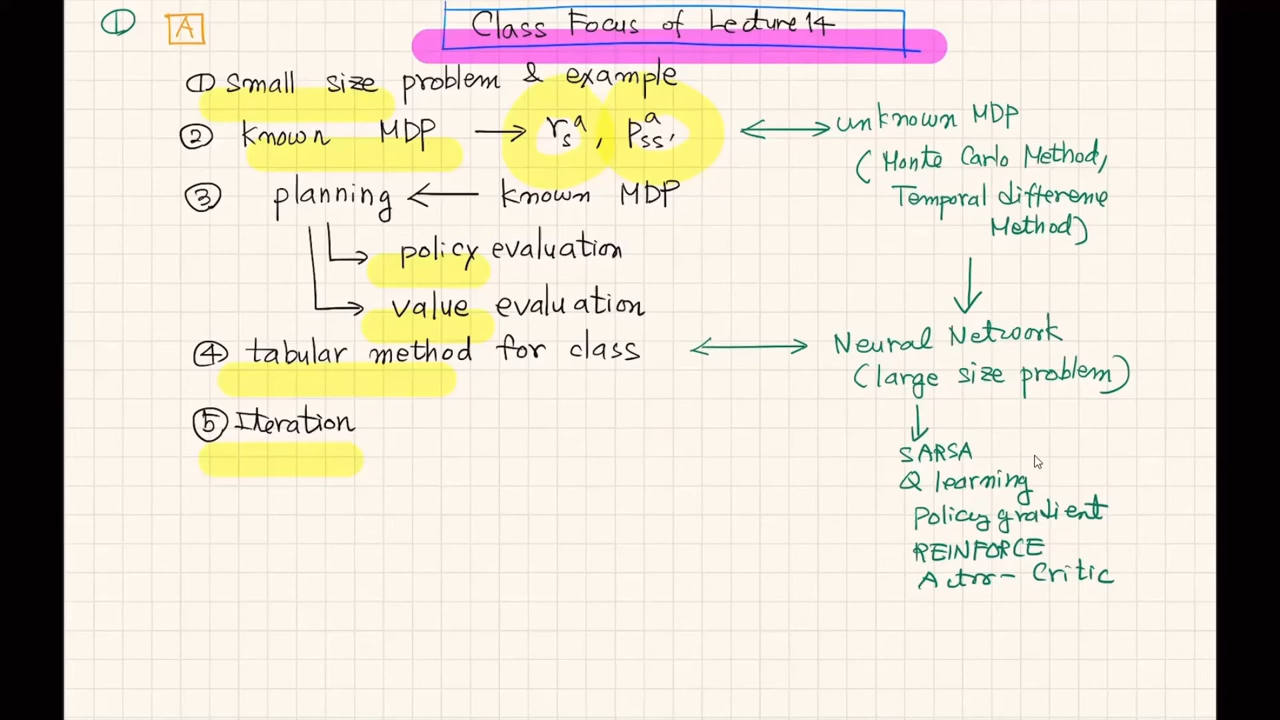 ① A
Class Focus of Lecture 14
① Small size problem & example
② known MDP → rₛᵃ, Pₛₛ'ᵃ ↔ unknown MDP
(Monte Carlo Method,
Temporal difference
Method)
③ planning ← known MDP
→ policy evaluation
→ value evaluation
④ tabular method for class ↔ Neural Network
(large size problem)
⑤ Iteration
SARSA
Q learning
Policy gradient
REINFORCE
Actor - Critic